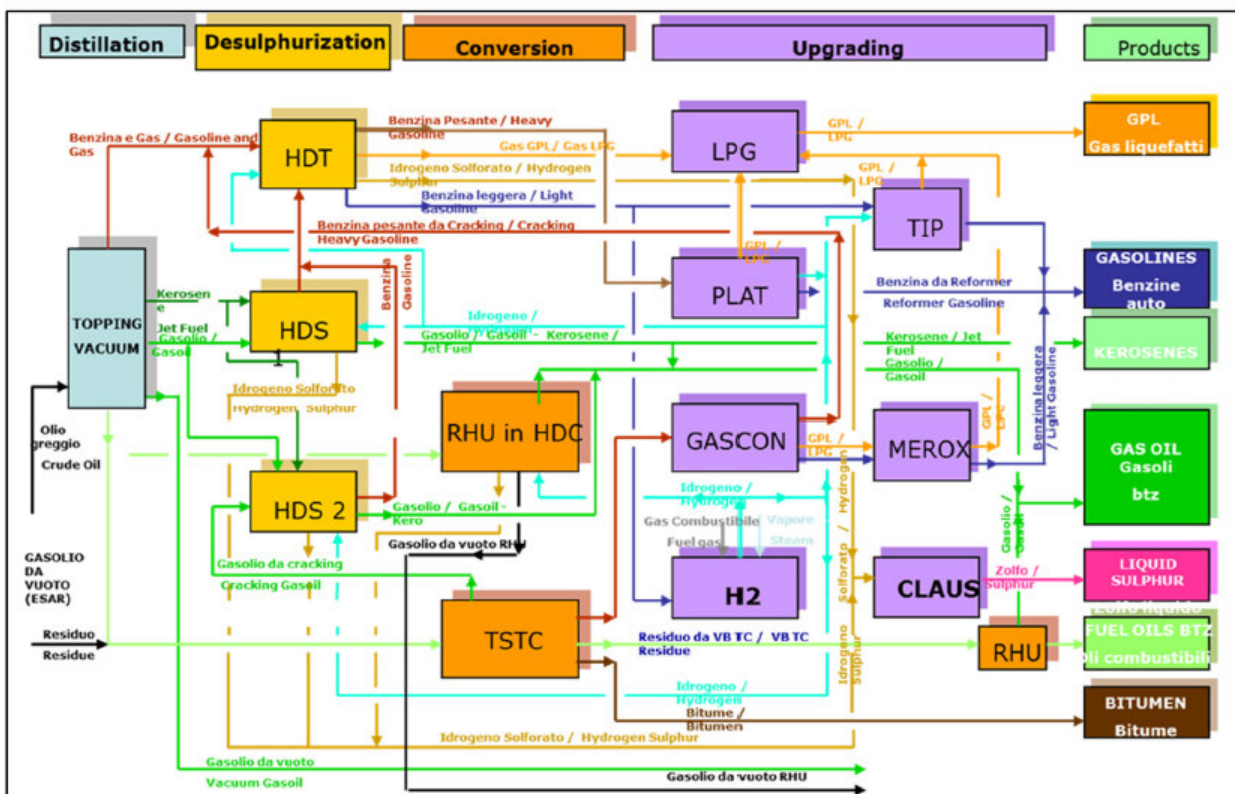 Distillation
Desulphurization
Conversion
Upgrading
Products
Benzina e Gas / Gasoline and
Gas
HDT
Benzina Pesante / Heavy
Gasoline
Gas GPL/ Gas LPG
Idrogeno Solforato / Hydrogen
Sulphur
Benzina leggera / Light
Gasoline
Benzina pesante da Cracking / Cracking
Heavy Gasoline
LPG
GPL /
LPG
GPL
Gas liquefatti
GPL /
LPG
TIP
GPL /
LPG
PLAT
Benzina da Reformer
Reformer Gasoline
GASOLINES
Benzine
auto
TOPPING
VACUUM
Kerosen
e
Jet Fuel
Gasolio /
Gasoil
HDS
1
Benzina
Gasoline
Idrogeno /
Hydrogen
Gasolio / Gasoil - Kerosene /
Jet Fuel
Kerosene / Jet
Fuel
Gasolio /
Gasoil
KEROSENES
Idrogeno Solforato
Hydrogen Sulphur
Olio
greggio
Crude Oil
RHU in HDC
GASCON
GPL /
LPG
MEROX
GPL /
LPG
Benzina leggera
/ Light Gasoline
GAS OIL
Gasoli
btz
HDS 2
Gasolio / Gasoil -
Kero
Idrogeno /
Hydrogen
Gas Combustibile
Fuel gas
Vapore
Steam
Gasolio da vuoto RHU
Gasolio da cracking
Cracking Gasoil
GASOLIO
DA
VUOTO
(ESAR)
H2
Idrogeno Solforato / Hydrogen
Sulphur
CLAUS
Zolfo /
Sulphur
Gasolio /
Gasoil
LIQUID
SULPHUR
Zolfo liquido
Residuo
Residue
TSTC
Residuo da VB TC / VB TC
Residue
RHU
FUEL OILS BTZ
Oli combustibili
Idrogeno /
Hydrogen
Bitume /
Bitumen
BITUMEN
Bitume
Idrogeno Solforato / Hydrogen Sulphur
Gasolio da vuoto
Vacuum Gasoil
Gasolio da vuoto RHU